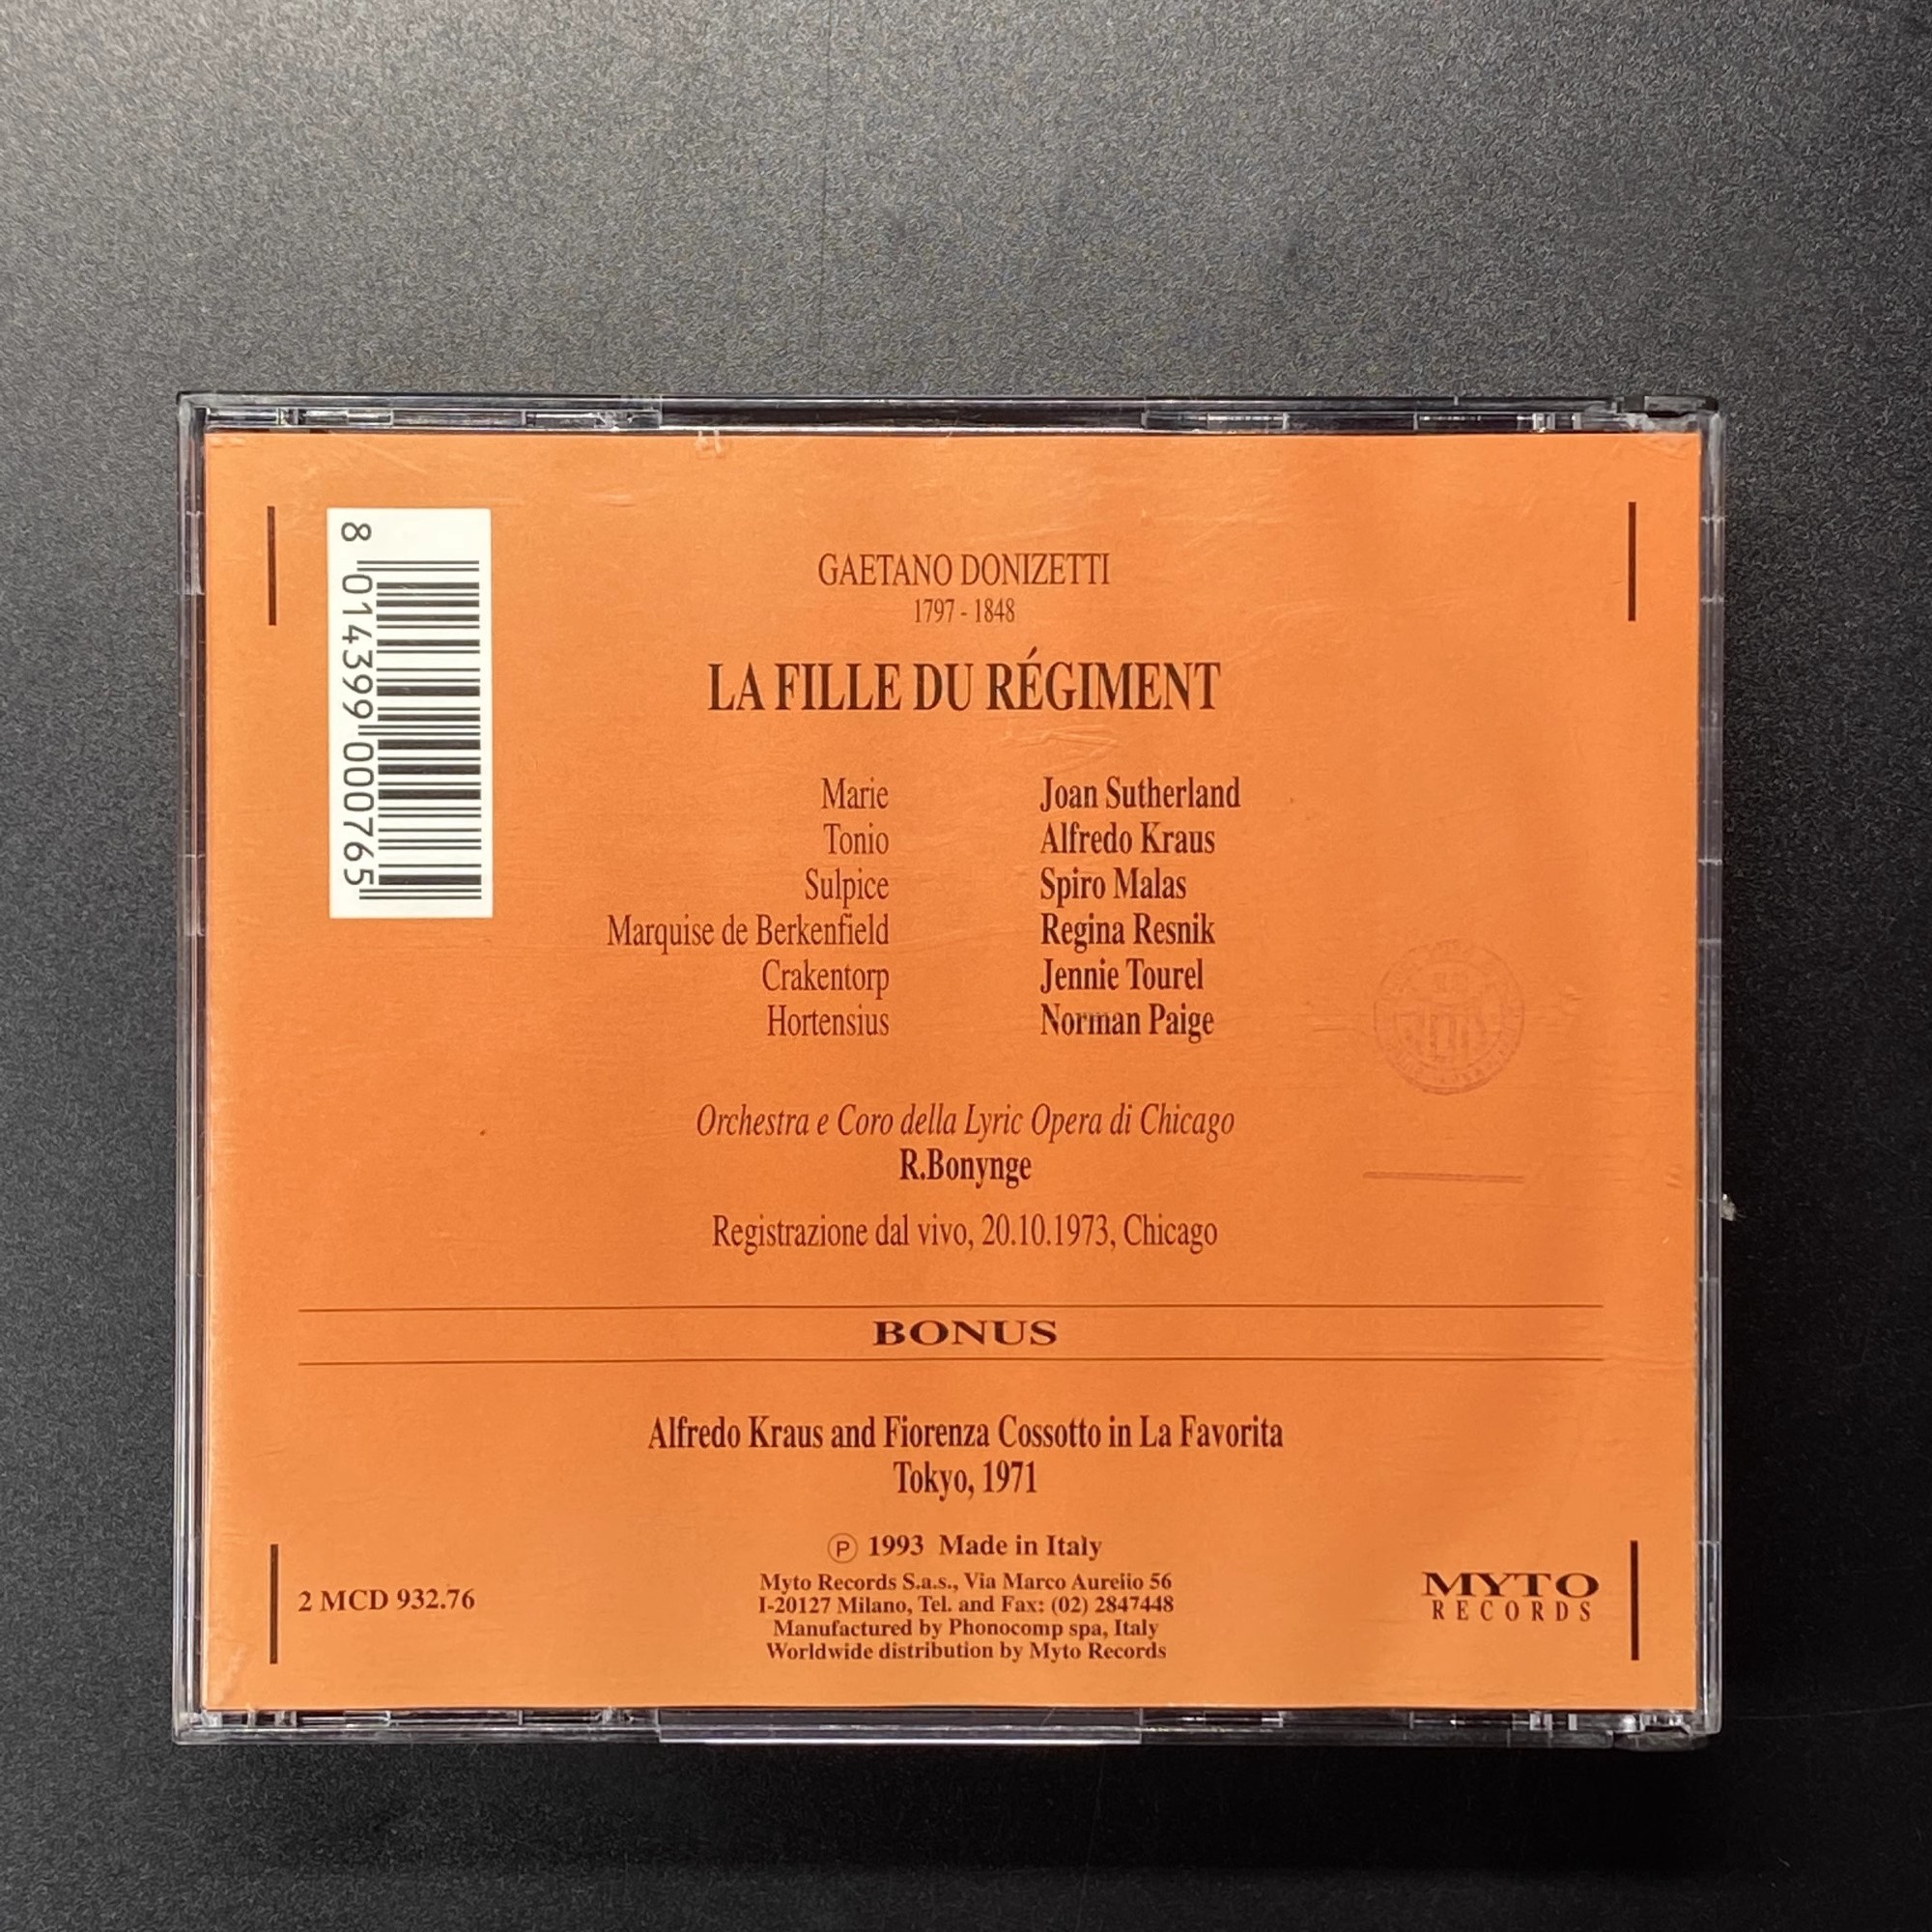 8 014399 000765
GAETANO DONIZETTI
1797 - 1848
LA FILLE DU RÉGIMENT
Marie Joan Sutherland
Tonio Alfredo Kraus
Sulpice Spiro Malas
Marquise de Berkenfield Regina Resnik
Crakentorp Jennie Tourel
Hortensius Norman Paige
Orchestra e Coro della Lyric Opera di Chicago
R.Bonynge
Registrazione dal vivo, 20.10.1973, Chicago
BONUS
Alfredo Kraus and Fiorenza Cossotto in La Favorita
Tokyo, 1971
Ⓟ 1993 Made in Italy
Myto Records S.a.s., Via Marco Aurelio 56
I-20127 Milano, Tel. and Fax: (02) 2847448
Manufactured by Phonocomp spa, Italy
Worldwide distribution by Myto Records
2 MCD 932.76
MYTO
RECORDS